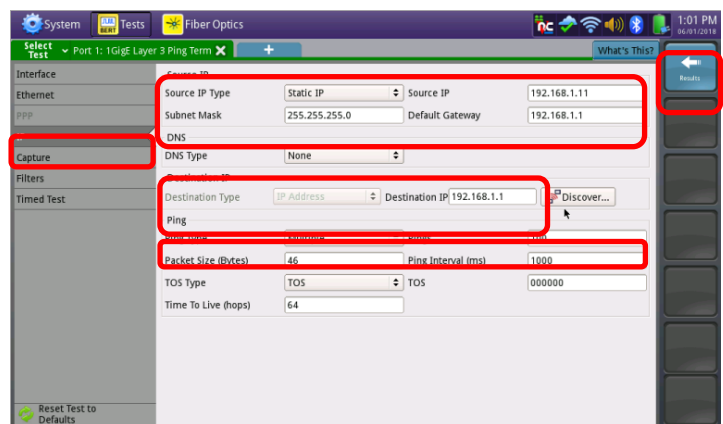 System Tests Fiber Optics 1:01 PM
BERT 06/01/2018
Select Test Port 1: 1GigE Layer 3 Ping Term X + What's This?
Results
Interface
Ethernet
PPP
Capture
Filters
Timed Test
Source IP Type Static IP Source IP 192.168.1.11
Subnet Mask 255.255.255.0 Default Gateway 192.168.1.1
DNS
DNS Type None
Destination IP
Destination Type IP Address Destination IP 192.168.1.1 Discover...
Ping
Packet Size (Bytes) 46 Ping Interval (ms) 1000
TOS Type TOS TOS 000000
Time To Live (hops) 64
Reset Test to
Defaults